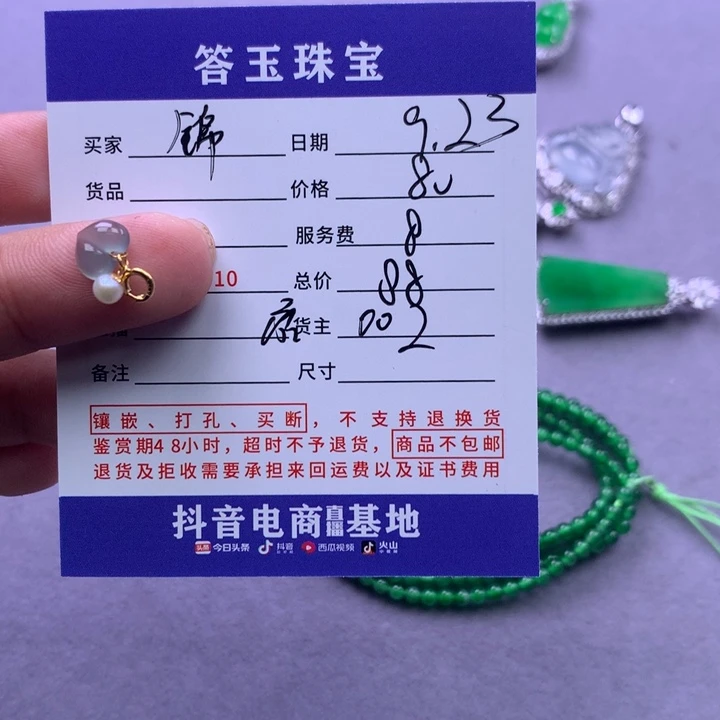 答玉珠宝
买家 锦 日期 9.23
货品 价格 80
服务费 8
10 总价 88
货主 002
备注 尺寸
镶嵌、打孔、买断，不支持退换货
鉴赏期48小时，超时不予退货，商品不包邮
退货及拒收需要承担来回运费以及证书费用
抖音电商直播基地
头条 今日头条 抖音 西瓜视频 火山